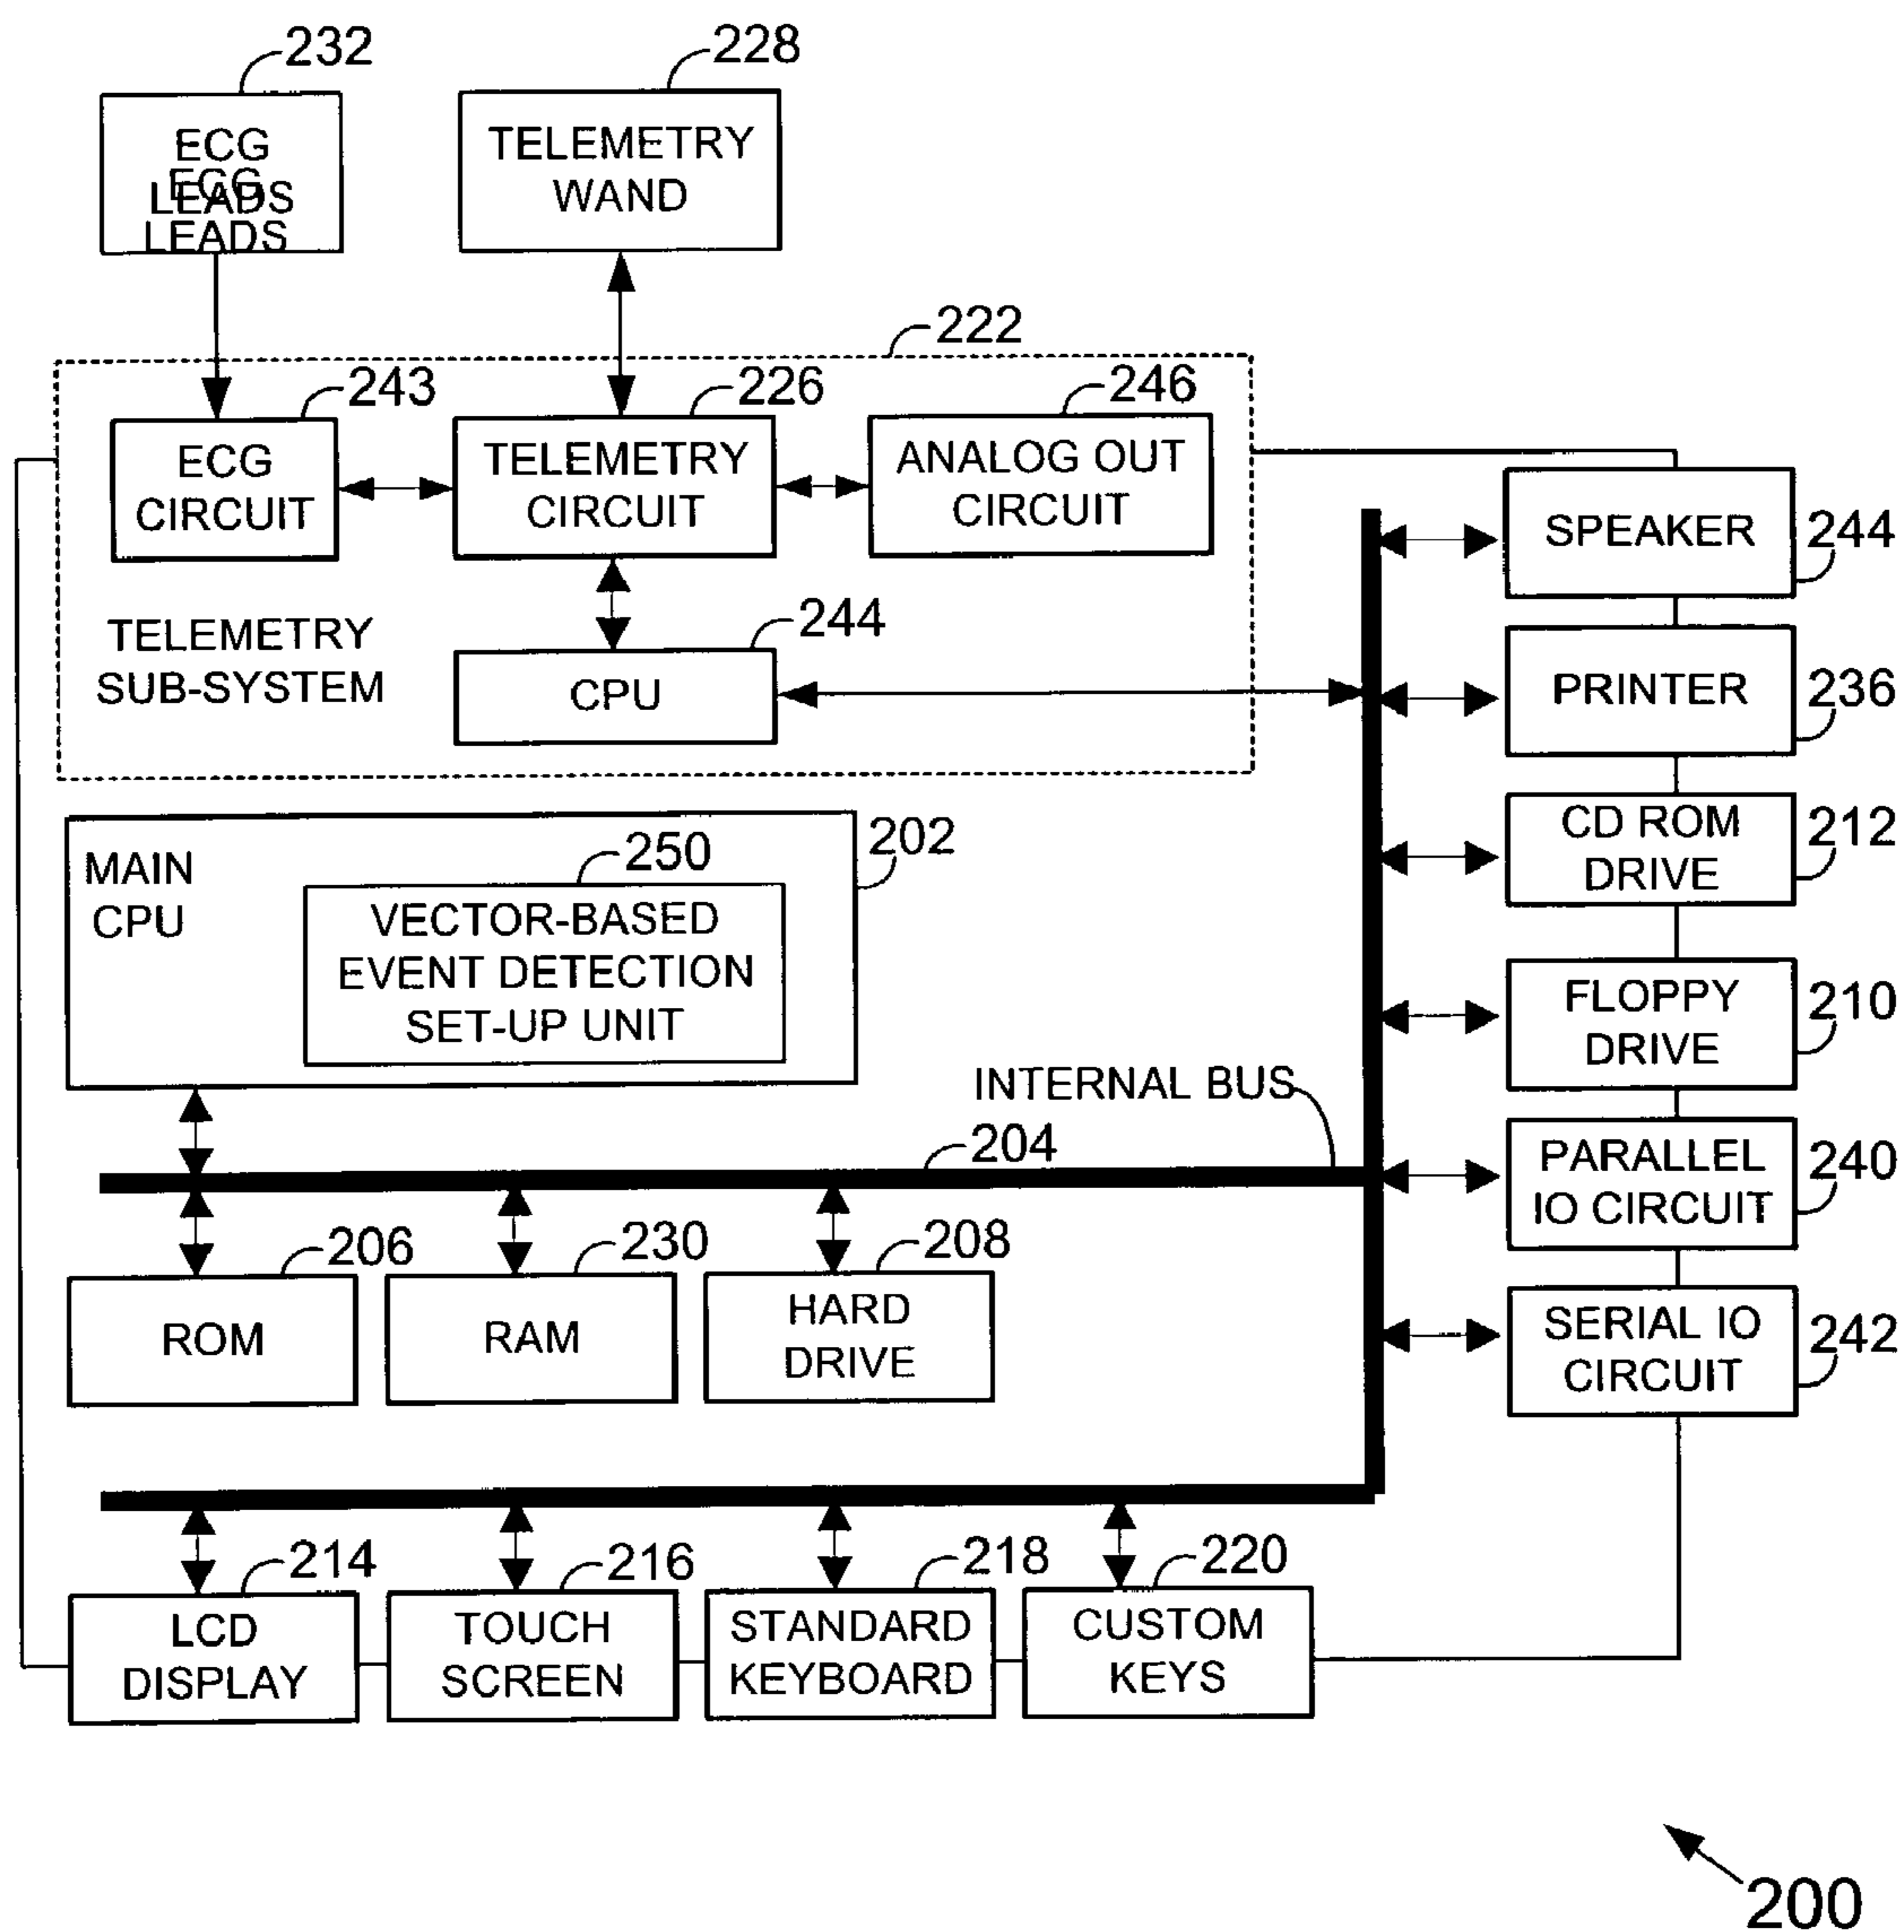 232
228
ECG
LEADS
ECG
LEADS
TELEMETRY
WAND
222
243
226
246
ECG
CIRCUIT
TELEMETRY
CIRCUIT
ANALOG OUT
CIRCUIT
SPEAKER
244
TELEMETRY
SUB-SYSTEM
244
CPU
PRINTER
236
MAIN
CPU
202
250
VECTOR-BASED
EVENT DETECTION
SET-UP UNIT
CD ROM
DRIVE
212
FLOPPY
DRIVE
210
INTERNAL BUS
204
PARALLEL
IO CIRCUIT
240
206
230
208
ROM
RAM
HARD
DRIVE
SERIAL IO
CIRCUIT
242
214
216
218
220
LCD
DISPLAY
TOUCH
SCREEN
STANDARD
KEYBOARD
CUSTOM
KEYS
200